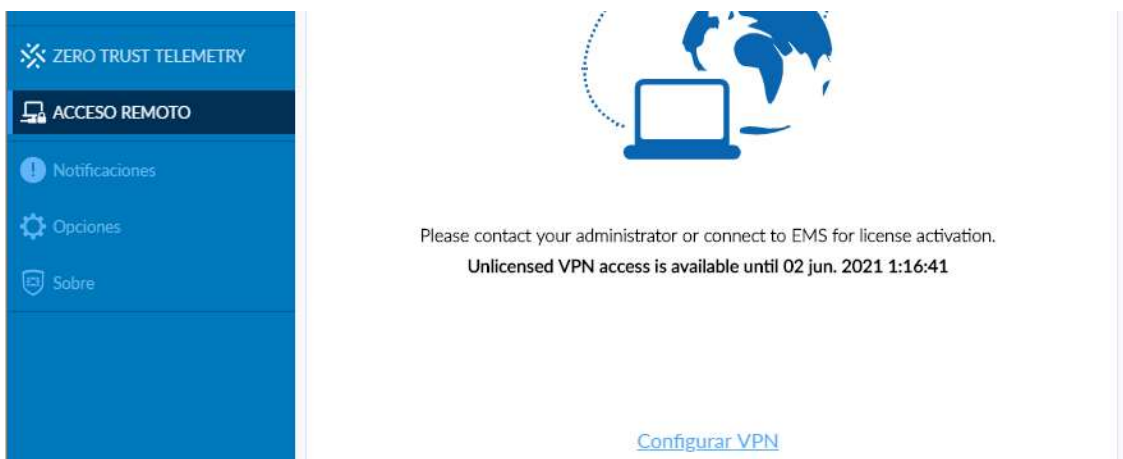 ZERO TRUST TELEMETRY
ACCESO REMOTO
Notificaciones
Opciones
Sobre
Please contact your administrator or connect to EMS for license activation.
Unlicensed VPN access is available until 02 jun. 2021 1:16:41
Configurar VPN